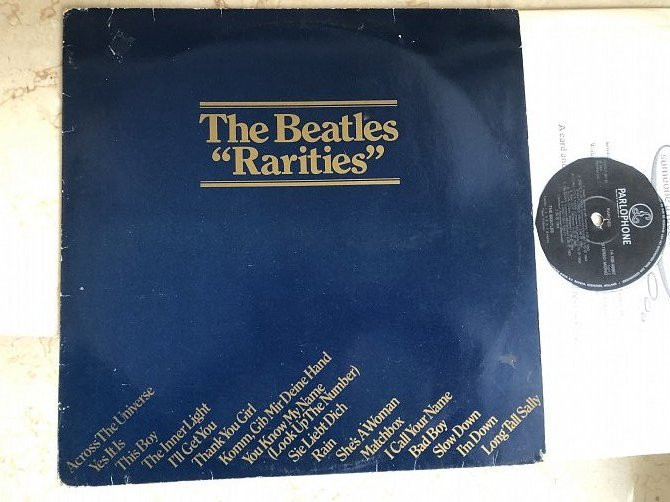 The Beatles
“Rarities”
Across The Universe
Yes It Is
This Boy
The Inner Light
I'll Get You
Thank You Girl
Komm, Gib Mir Deine Hand
You Know My Name
(Look Up The Number)
Sie Liebt Dich
Rain
She's A Woman
Matchbox
I Call Your Name
Bad Boy
Slow Down
I'm Down
Long Tall Sally
PARLOPHONE